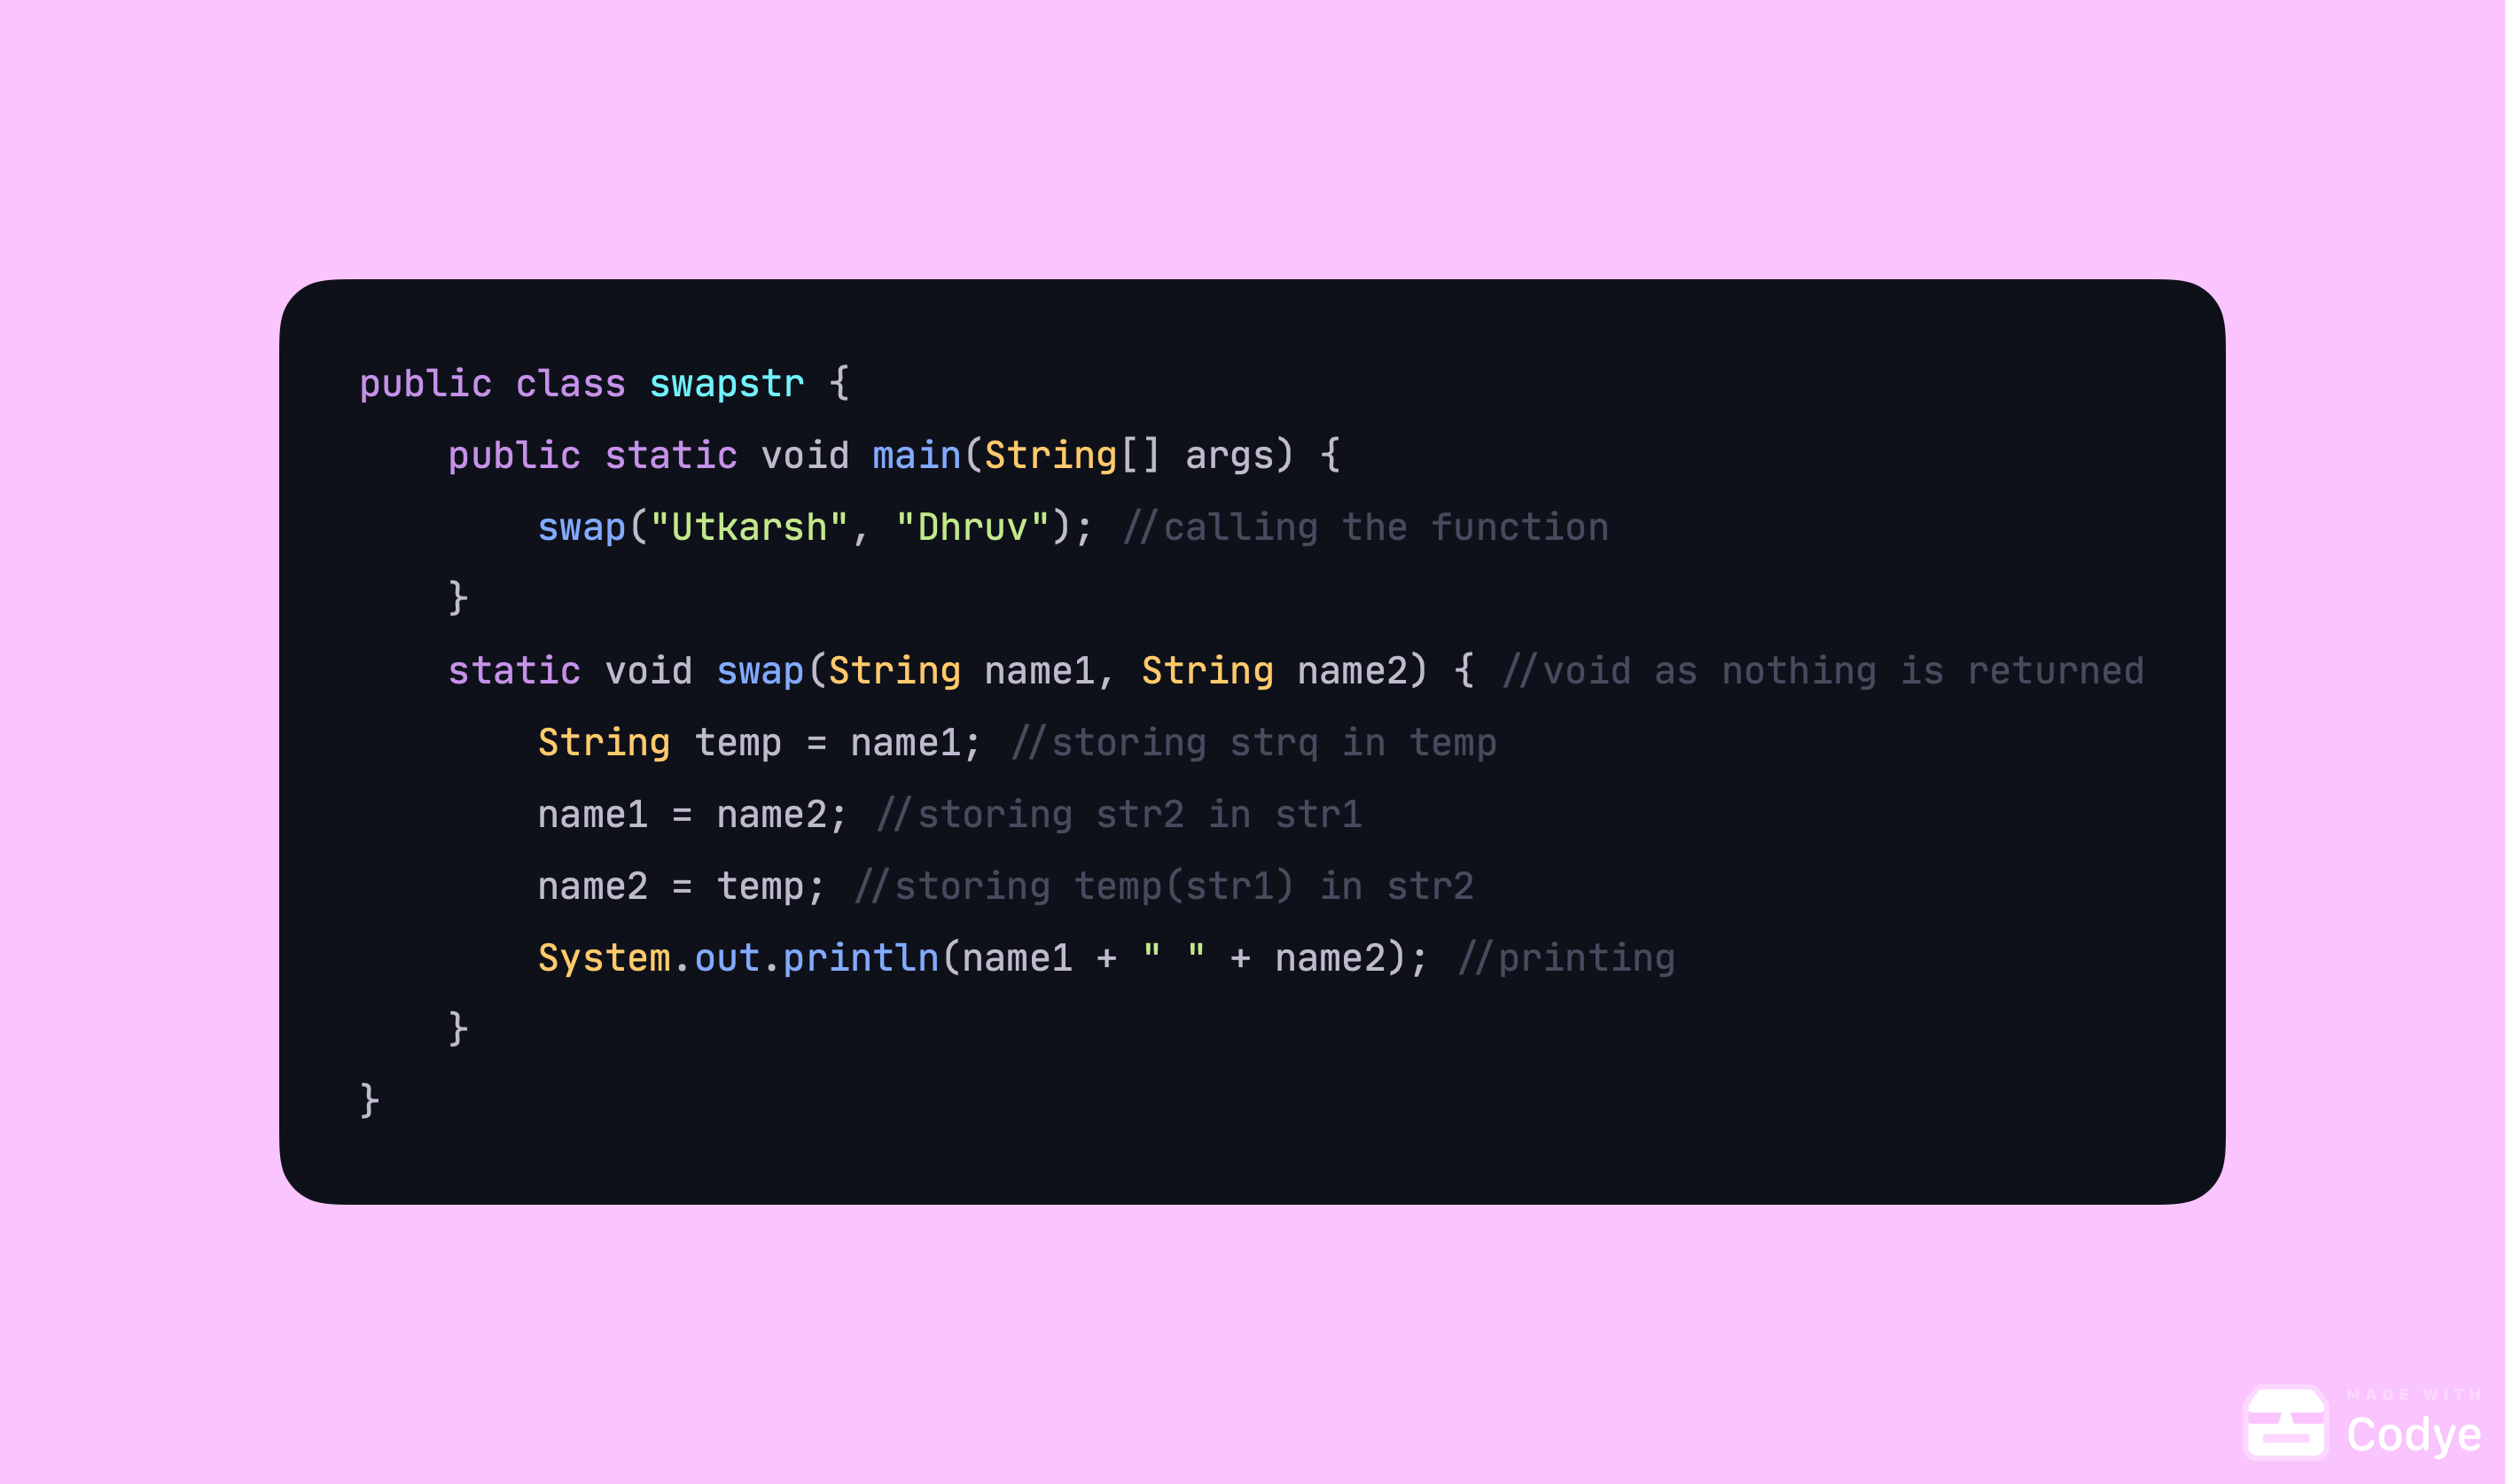 public class swapstr {
    public static void main(String[] args) {
        swap("Utkarsh", "Dhruv"); //calling the function
    }
    static void swap(String name1, String name2) { //void as nothing is returned
        String temp = name1; //storing strq in temp
        name1 = name2; //storing str2 in str1
        name2 = temp; //storing temp(str1) in str2
        System.out.println(name1 + " " + name2); //printing
    }
}
MADE WITH
Codye